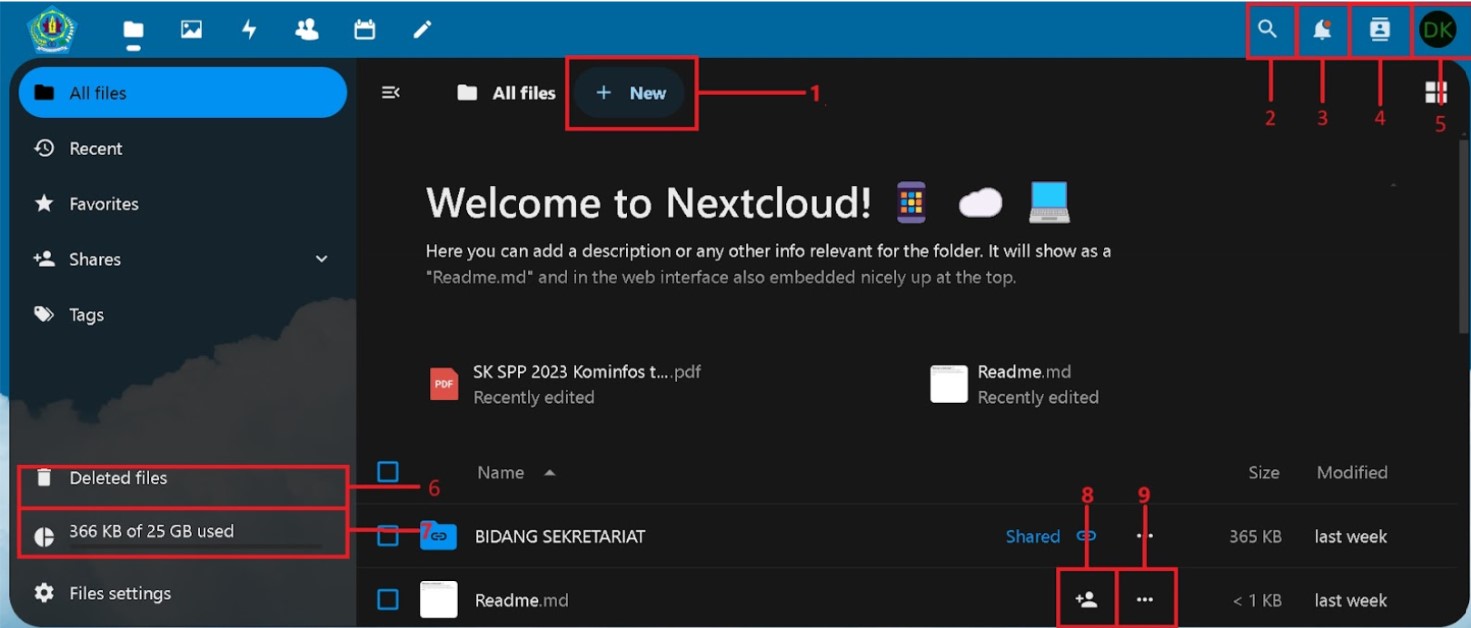 DK
All files
All files
+ New
1
2
3
4
5
Recent
Favorites
Shares
Tags
Welcome to Nextcloud!
Here you can add a description or any other info relevant for the folder. It will show as a
"Readme.md" and in the web interface also embedded nicely up at the top.
PDF
SK SPP 2023 Kominfos t....pdf
Recently edited
Readme.md
Recently edited
Deleted files
6
Name
Size
Modified
8
9
366 KB of 25 GB used
7
BIDANG SEKRETARIAT
Shared
...
365 KB
last week
Files settings
Readme.md
...
< 1 KB
last week